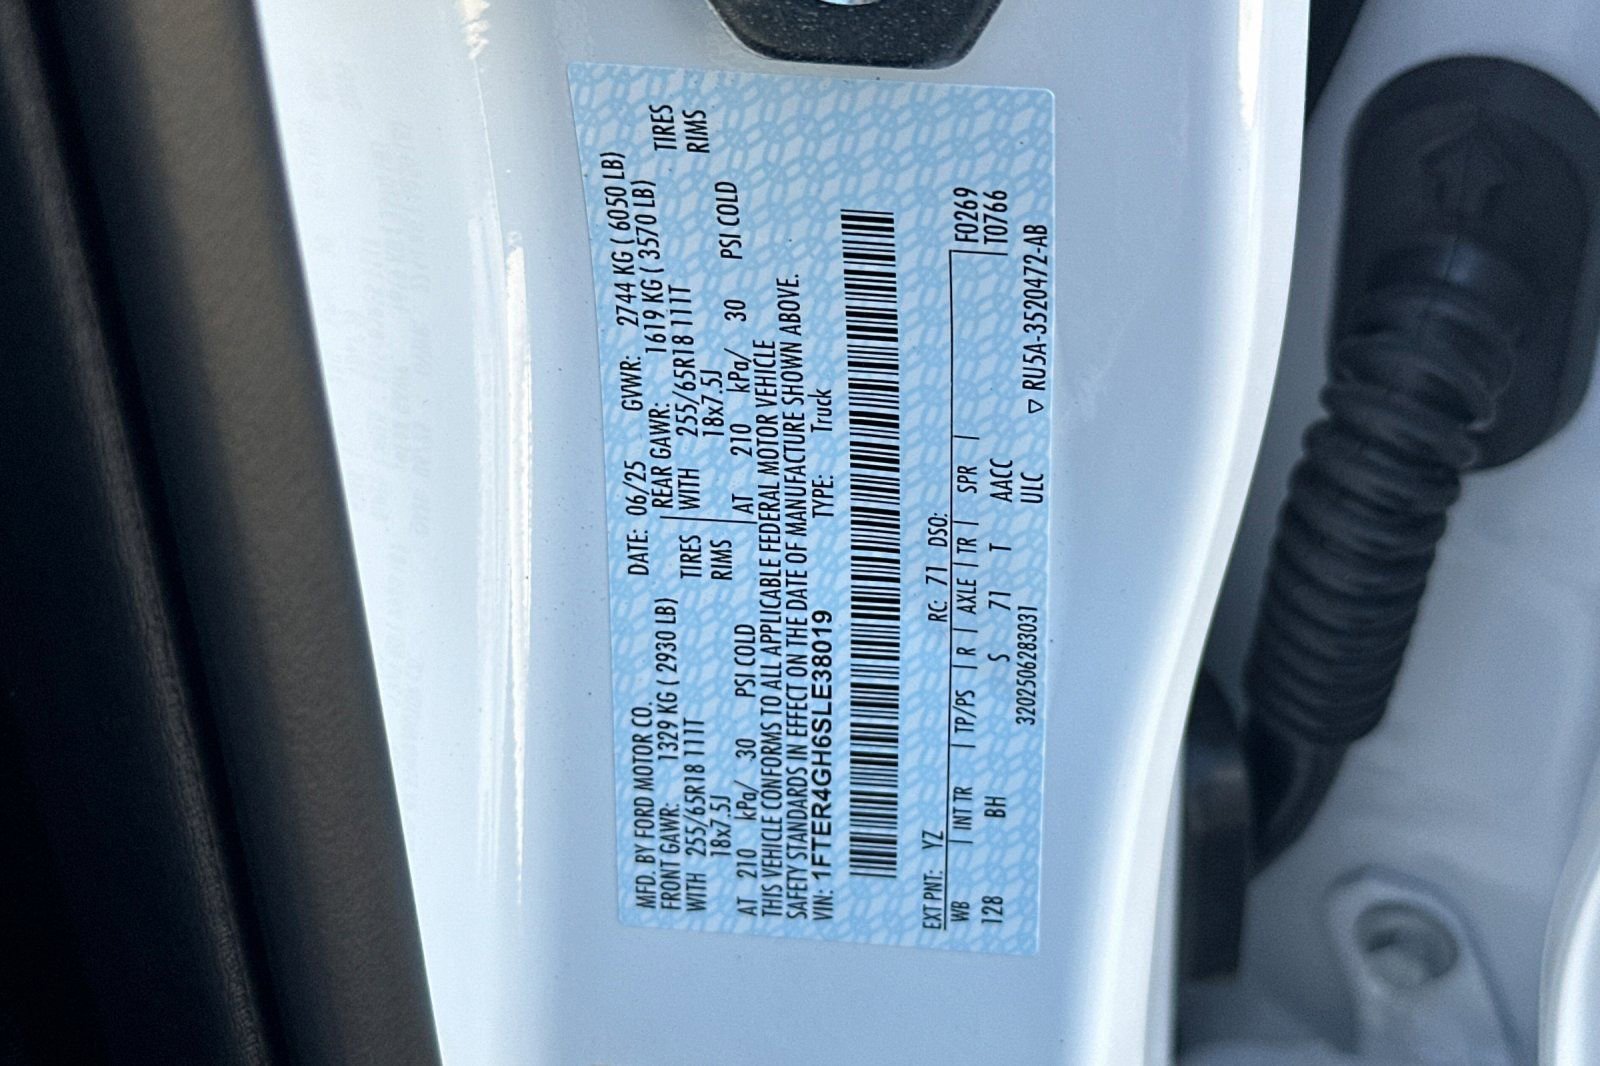 MFD. BY FORD MOTOR CO. DATE: 06/25 GVWR: 2744 KG ( 6050 LB)
FRONT GAWR: 1329 KG ( 2930 LB) REAR GAWR: 1619 KG ( 3570 LB)
WITH 255/65R18 111T TIRES WITH 255/65R18 111T TIRES
18x7.5J RIMS 18x7.5J RIMS
AT 210 kPa/ 30 PSI COLD AT 210 kPa/ 30 PSI COLD
THIS VEHICLE CONFORMS TO ALL APPLICABLE FEDERAL MOTOR VEHICLE
SAFETY STANDARDS IN EFFECT ON THE DATE OF MANUFACTURE SHOWN ABOVE.
VIN: 1FTER4GH6SLE38019 TYPE: Truck
EXT PNT: YZ RC: 71 DSO: F0269
WB | INT TR | TP/PS | R | AXLE | TR | SPR | T0766
128 BH S 71 T AACC
320250628303​1 ULC ▽ RU5A-3520472-AB